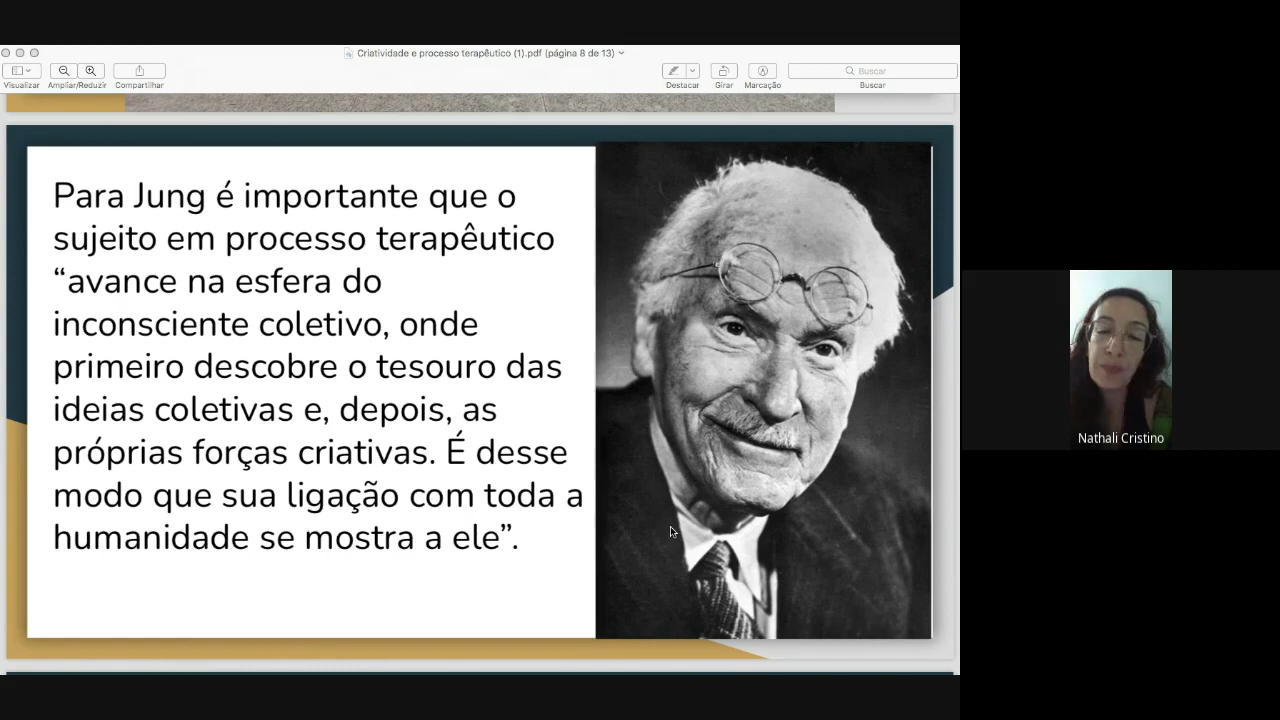 Criatividade e processo terapêutico (1).pdf (página 8 de 13)
Visualizar
Ampliar/Reduzir
Compartilhar
Destacar
Girar
Marcação
Buscar
Buscar
Para Jung é importante que o
sujeito em processo terapêutico
“avance na esfera do
inconsciente coletivo, onde
primeiro descobre o tesouro das
ideias coletivas e, depois, as
próprias forças criativas. É desse
modo que sua ligação com toda a
humanidade se mostra a ele”.
Nathali Cristino